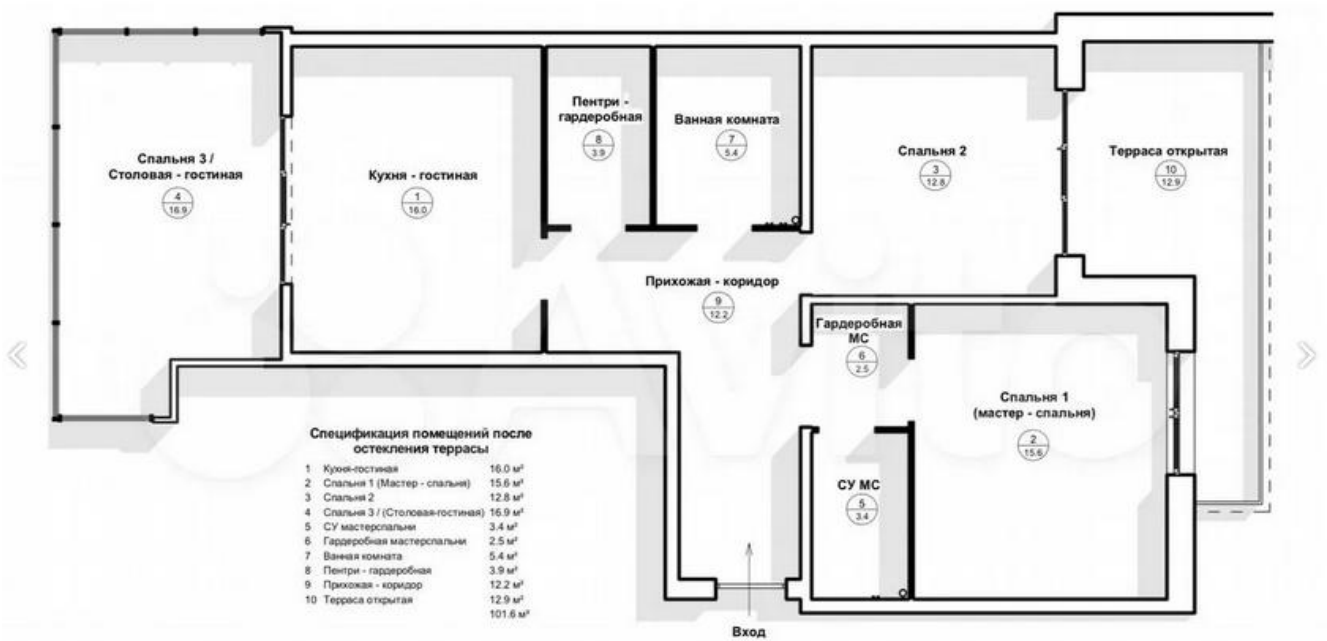 Спальня 3 /
Столовая - гостиная
4
16.9
Кухня - гостиная
1
16.0
Пентри -
гардеробная
8
3.9
Ванная комната
7
5.4
Спальня 2
3
12.8
Терраса открытая
10
12.9
Прихожая - коридор
9
12.2
Гардеробная
МС
6
2.5
Спальня 1
(мастер - спальня)
2
15.6
СУ МС
5
3.4
Вход
Avito
Спецификация помещений после
остекления террасы
1 Кухня-гостиная 16.0 м²
2 Спальня 1 (Мастер - спальня) 15.6 м²
3 Спальня 2 12.8 м²
4 Спальня 3 / (Столовая-гостиная) 16.9 м²
5 СУ мастерспальни 3.4 м²
6 Гардеробная мастерспальни 2.5 м²
7 Ванная комната 5.4 м²
8 Пентри - гардеробная 3.9 м²
9 Прихожая - коридор 12.2 м²
10 Терраса открытая 12.9 м²
101.6 м²